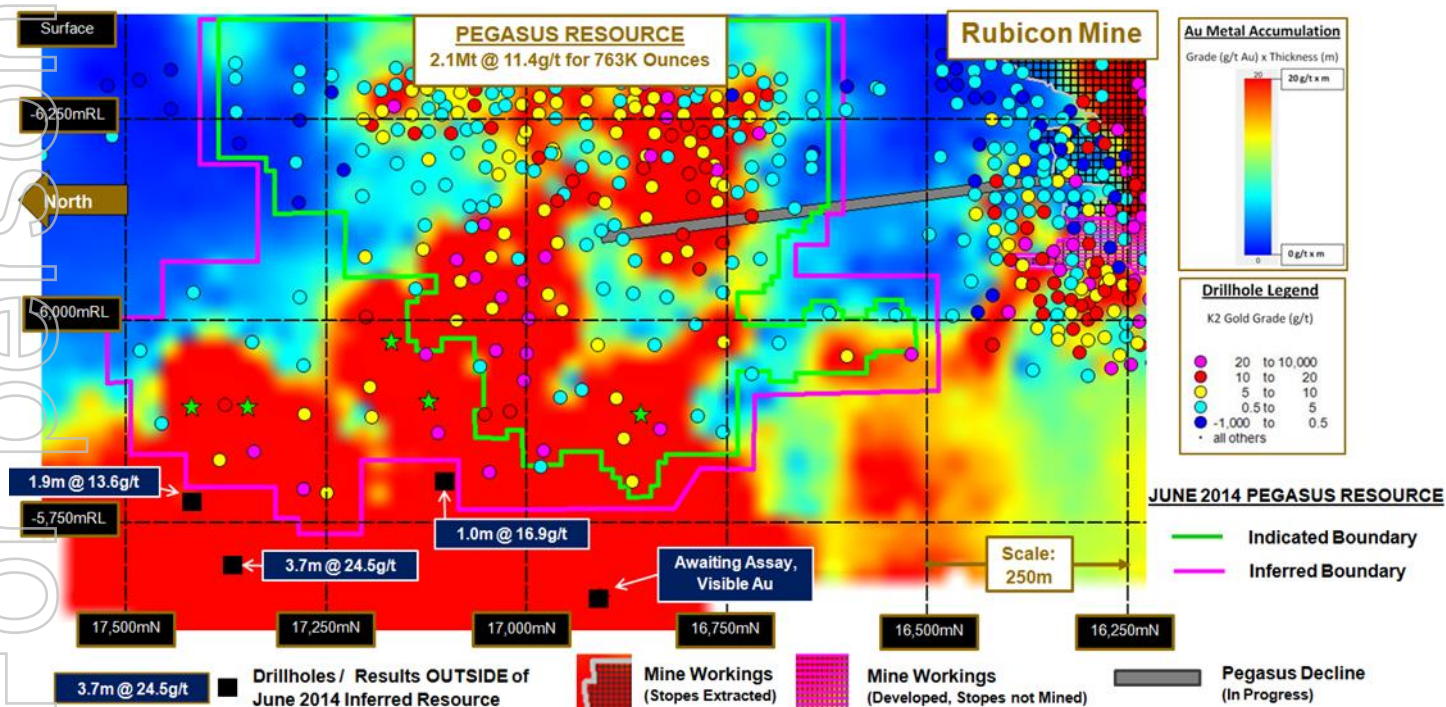 For personal
Surface
PEGASUS RESOURCE
2.1Mt @ 11.4g/t for 763K Ounces
Rubicon Mine
Au Metal Accumulation
Grade (g/t Au) x Thickness (m)
20
20 g/t x m
0
0 g/t x m
-6,250mRL
North
-6,000mRL
-5,750mRL
Drillhole Legend
K2 Gold Grade (g/t)
20 to 10,000
10 to 20
5 to 10
0.5 to 5
-1,000 to 0.5
all others
1.9m @ 13.6g/t
1.0m @ 16.9g/t
3.7m @ 24.5g/t
Awaiting Assay,
Visible Au
Scale:
250m
JUNE 2014 PEGASUS RESOURCE
Indicated Boundary
Inferred Boundary
17,500mN
17,250mN
17,000mN
16,750mN
16,500mN
16,250mN
3.7m @ 24.5g/t
Drillholes / Results OUTSIDE of
June 2014 Inferred Resource
Mine Workings
(Stopes Extracted)
Mine Workings
(Developed, Stopes not Mined)
Pegasus Decline
(In Progress)